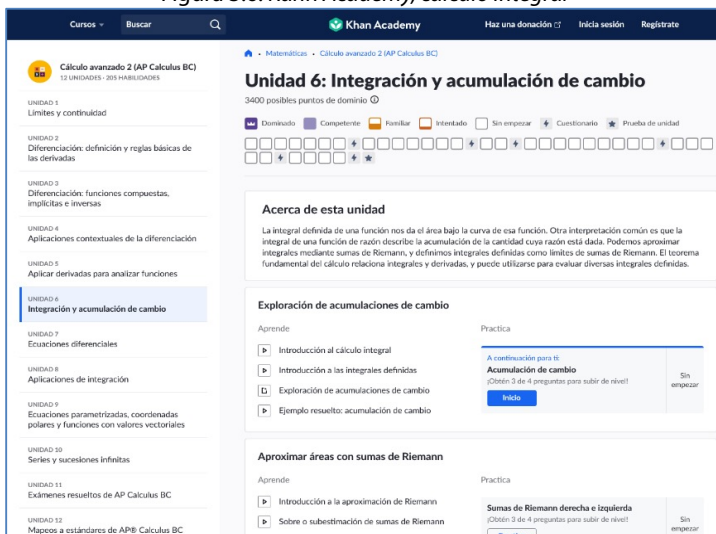 Cursos
Buscar
Khan Academy
Haz una donación
Inicia sesión
Regístrate
Cálculo avanzado 2 (AP Calculus BC)
12 UNIDADES · 205 HABILIDADES
UNIDAD 1
Límites y continuidad
UNIDAD 2
Diferenciación: definición y reglas básicas de
las derivadas
UNIDAD 3
Diferenciación: funciones compuestas,
implícitas e inversas
UNIDAD 4
Aplicaciones contextuales de la diferenciación
UNIDAD 5
Aplicar derivadas para analizar funciones
UNIDAD 6
Integración y acumulación de cambio
UNIDAD 7
Ecuaciones diferenciales
UNIDAD 8
Aplicaciones de integración
UNIDAD 9
Ecuaciones parametrizadas, coordenadas
polares y funciones con valores vectoriales
UNIDAD 10
Series y sucesiones infinitas
UNIDAD 11
Exámenes resueltos de AP Calculus BC
UNIDAD 12
Mapeos a estándares de AP® Calculus BC
Matemáticas • Cálculo avanzado 2 (AP Calculus BC)
Unidad 6: Integración y acumulación de cambio
3400 posibles puntos de dominio
Dominado
Competente
Familiar
Intentado
Sin empezar
Cuestionario
Prueba de unidad
Acerca de esta unidad
La integral definida de una función nos da el área bajo la curva de esa función. Otra interpretación común es que la
integral de una función de razón describe la acumulación de la cantidad cuya razón está dada. Podemos aproximar
integrales mediante sumas de Riemann, y definimos integrales definidas como límites de sumas de Riemann. El teorema
fundamental del cálculo relaciona integrales y derivadas, y puede utilizarse para evaluar diversas integrales definidas.
Exploración de acumulaciones de cambio
Aprende
Introducción al cálculo integral
Introducción a las integrales definidas
Exploración de acumulaciones de cambio
Ejemplo resuelto: acumulación de cambio
Practica
A continuación para ti:
Acumulación de cambio
¡Obtén 3 de 4 preguntas para subir de nivel!
Inicio
Sin
empezar
Aproximar áreas con sumas de Riemann
Aprende
Introducción a la aproximación de Riemann
Sobre o subestimación de sumas de Riemann
Practica
Sumas de Riemann derecha e izquierda
¡Obtén 3 de 4 preguntas para subir de nivel!
Sin
empezar